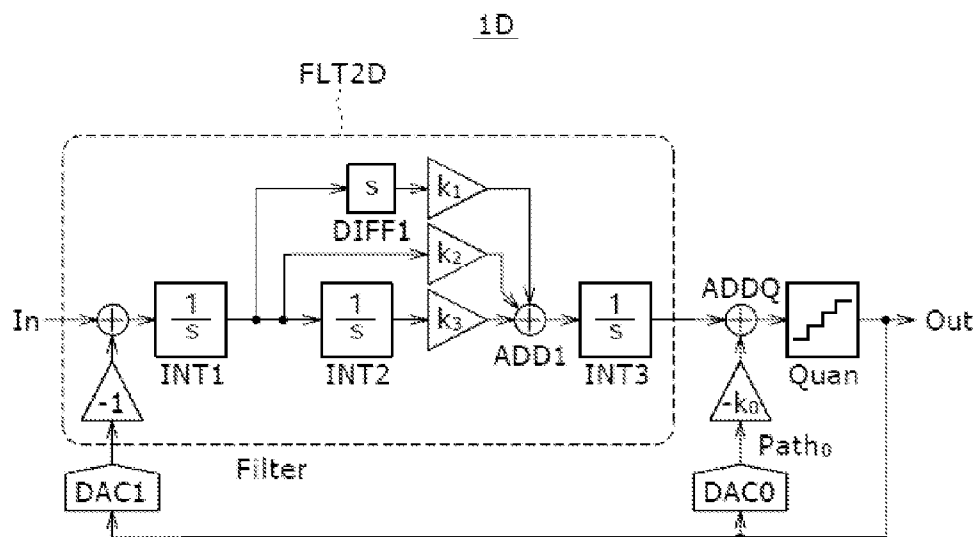 1D
FLT2D
s
k₁
DIFF1
k₂
ADDQ
In
1/s
1/s
k₃
1/s
Out
ADD1
INT1
INT2
INT3
Quan
-1
-k₀
Filter
Path₀
DAC1
DAC0